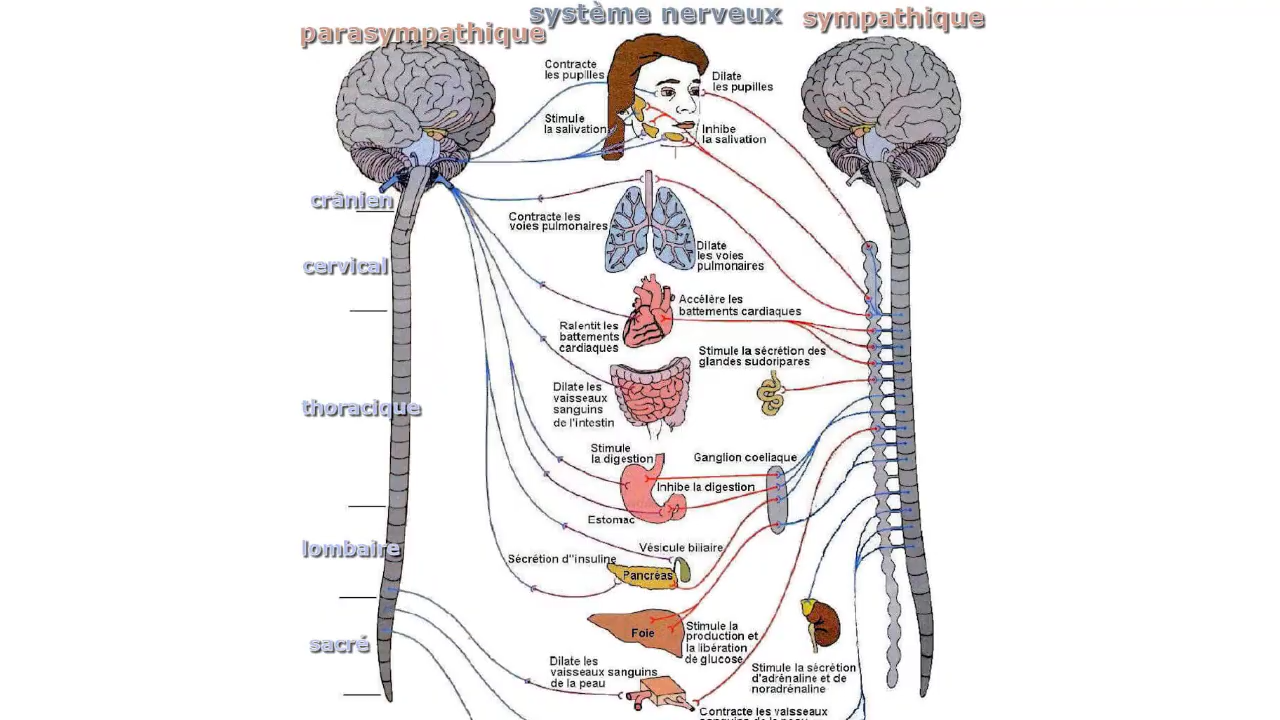 système nerveux
parasympathique
sympathique
Contracte
les pupilles
Dilate
les pupilles
Stimule
la salivation
Inhibe
la salivation
crânien
Contracte les
voies pulmonaires
Dilate
les voies
pulmonaires
cervical
Accélère les
battements cardiaques
Ralentit les
battements
cardiaques
Stimule la sécrétion des
glandes sudoripares
Dilate les
vaisseaux
sanguins
de l'intestin
thoracique
Stimule
la digestion
Ganglion coeliaque
Inhibe la digestion
Estomac
lombaire
Vésicule biliaire
Sécrétion d''insuline
Pancréas
Foie
Stimule la
production et
la libération
de glucose
sacré
Dilate les
vaisseaux sanguins
de la peau
Stimule la sécrétion
d'adrénaline et de
noradrénaline
Contracte les vaisseaux